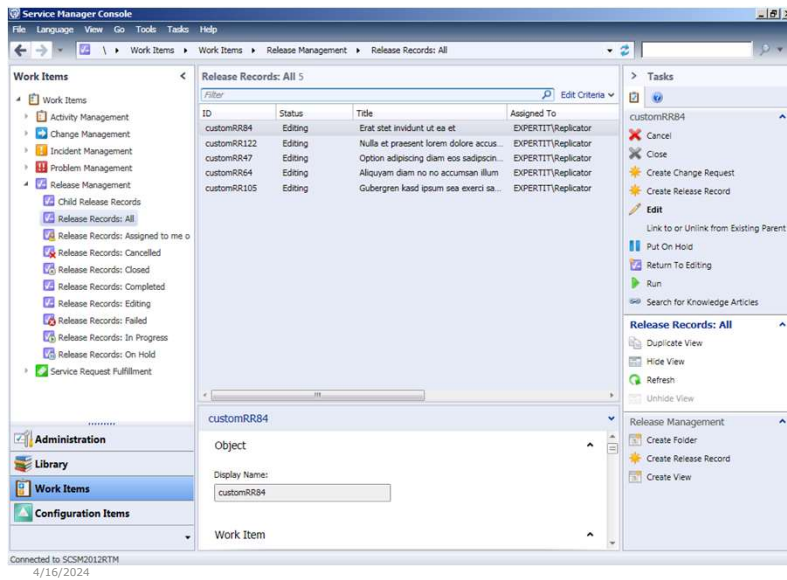 Service Manager Console
File Language View Go Tools Tasks Help
\ Work Items Work Items Release Management Release Records: All
Work Items <
Work Items
Activity Management
Change Management
Incident Management
Problem Management
Release Management
Child Release Records
Release Records: All
Release Records: Assigned to me o
Release Records: Cancelled
Release Records: Closed
Release Records: Completed
Release Records: Editing
Release Records: Failed
Release Records: In Progress
Release Records: On Hold
Service Request Fulfillment
Administration
Library
Work Items
Configuration Items
Release Records: All 5
Filter Edit Criteria
ID Status Title Assigned To
customRR84 Editing Erat stet invidunt ut ea et EXPERTIT\Replicator
customRR122 Editing Nulla et praesent lorem dolore accus... EXPERTIT\Replicator
customRR47 Editing Option adipiscing diam eos sadipscin... EXPERTIT\Replicator
customRR64 Editing Aliquyam diam no no accumsan illum EXPERTIT\Replicator
customRR105 Editing Gubergren kasd ipsum sea exerci sa... EXPERTIT\Replicator
customRR84
Object
Display Name:
customRR84
Work Item
> Tasks
customRR84
Cancel
Close
Create Change Request
Create Release Record
Edit
Link to or Unlink from Existing Parent
Put On Hold
Return To Editing
Run
Search for Knowledge Articles
Release Records: All
Duplicate View
Hide View
Refresh
Unhide View
Release Management
Create Folder
Create Release Record
Create View
Connected to SCSM2012RTM
4/16/2024